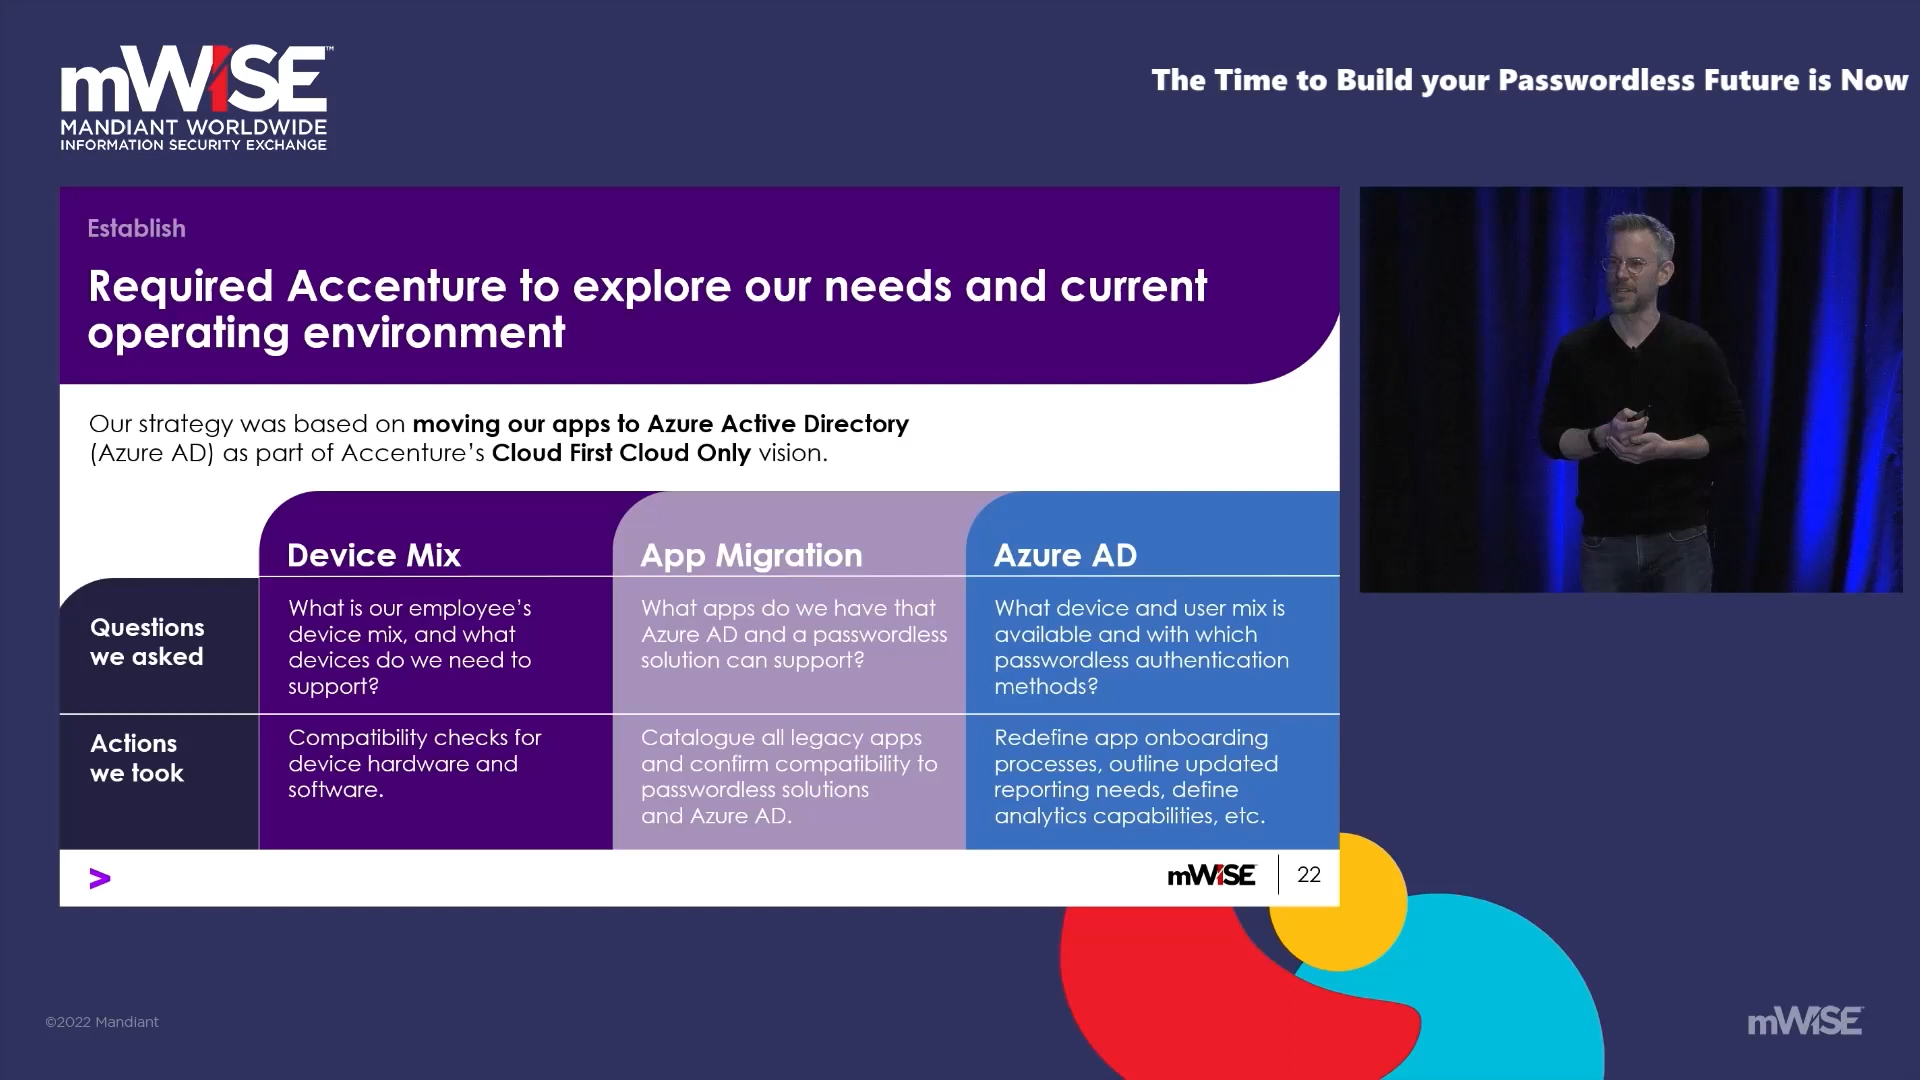 mWISE™
MANDIANT WORLDWIDE
INFORMATION SECURITY EXCHANGE
The Time to Build your Passwordless Future is Now
Establish
Required Accenture to explore our needs and current
operating environment
Our strategy was based on moving our apps to Azure Active Directory
(Azure AD) as part of Accenture’s Cloud First Cloud Only vision.
Device Mix
App Migration
Azure AD
Questions
we asked
What is our employee’s
device mix, and what
devices do we need to
support?
What apps do we have that
Azure AD and a passwordless
solution can support?
What device and user mix is
available and with which
passwordless authentication
methods?
Actions
we took
Compatibility checks for
device hardware and
software.
Catalogue all legacy apps
and confirm compatibility to
passwordless solutions
and Azure AD.
Redefine app onboarding
processes, outline updated
reporting needs, define
analytics capabilities, etc.
>
mWISE
22
©2022 Mandiant
mWISE